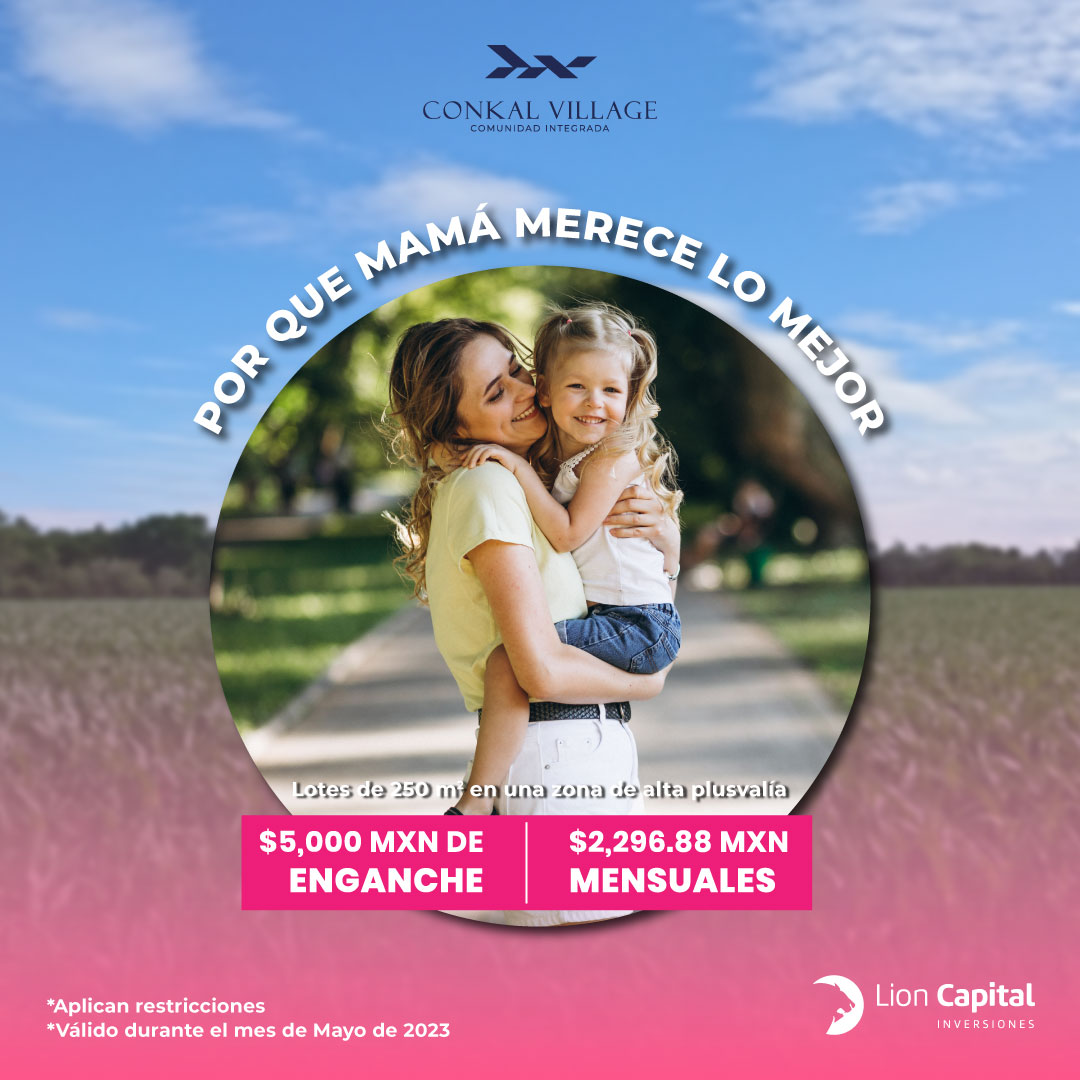 CONKAL VILLAGE
COMUNIDAD INTEGRADA
POR QUE MAMÁ MERECE LO MEJOR
Lotes de 250 m² en una zona de alta plusvalía
$5,000 MXN DE
ENGANCHE
$2,296.88 MXN
MENSUALES
*Aplican restricciones
*Válido durante el mes de Mayo de 2023
Lion Capital
INVERSIONES